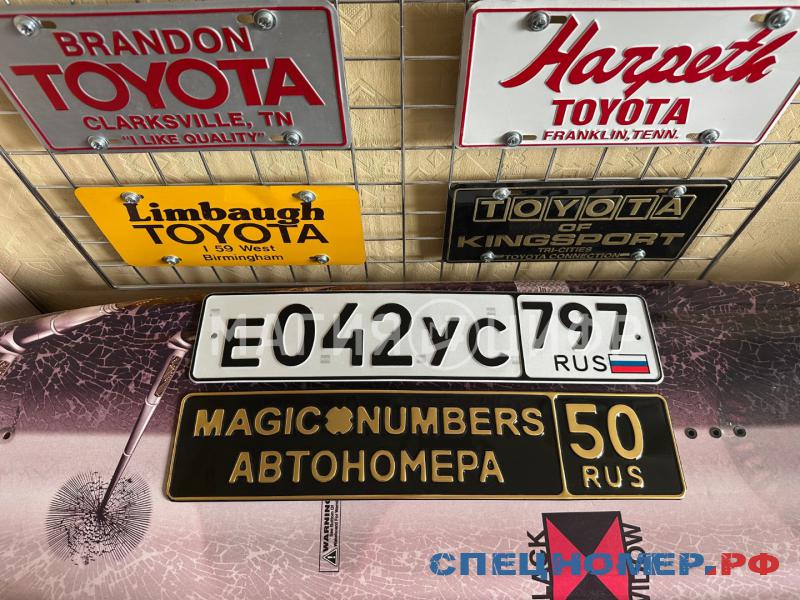 BRANDON
TOYOTA
CLARKSVILLE, TN
"I LIKE QUALITY"
Harpeth
TOYOTA
FRANKLIN, TENN.
Limbaugh
TOYOTA
I 59 West
Birmingham
TOYOTA
OF
KINGSPORT
TRI-CITIES
TOYOTA CONNECTION
Е042УС 797
RUS
MAGIC NUMBERS
АВТОНОМЕРА
50
RUS
WARNING
СПЕЦНОМЕР.РФ